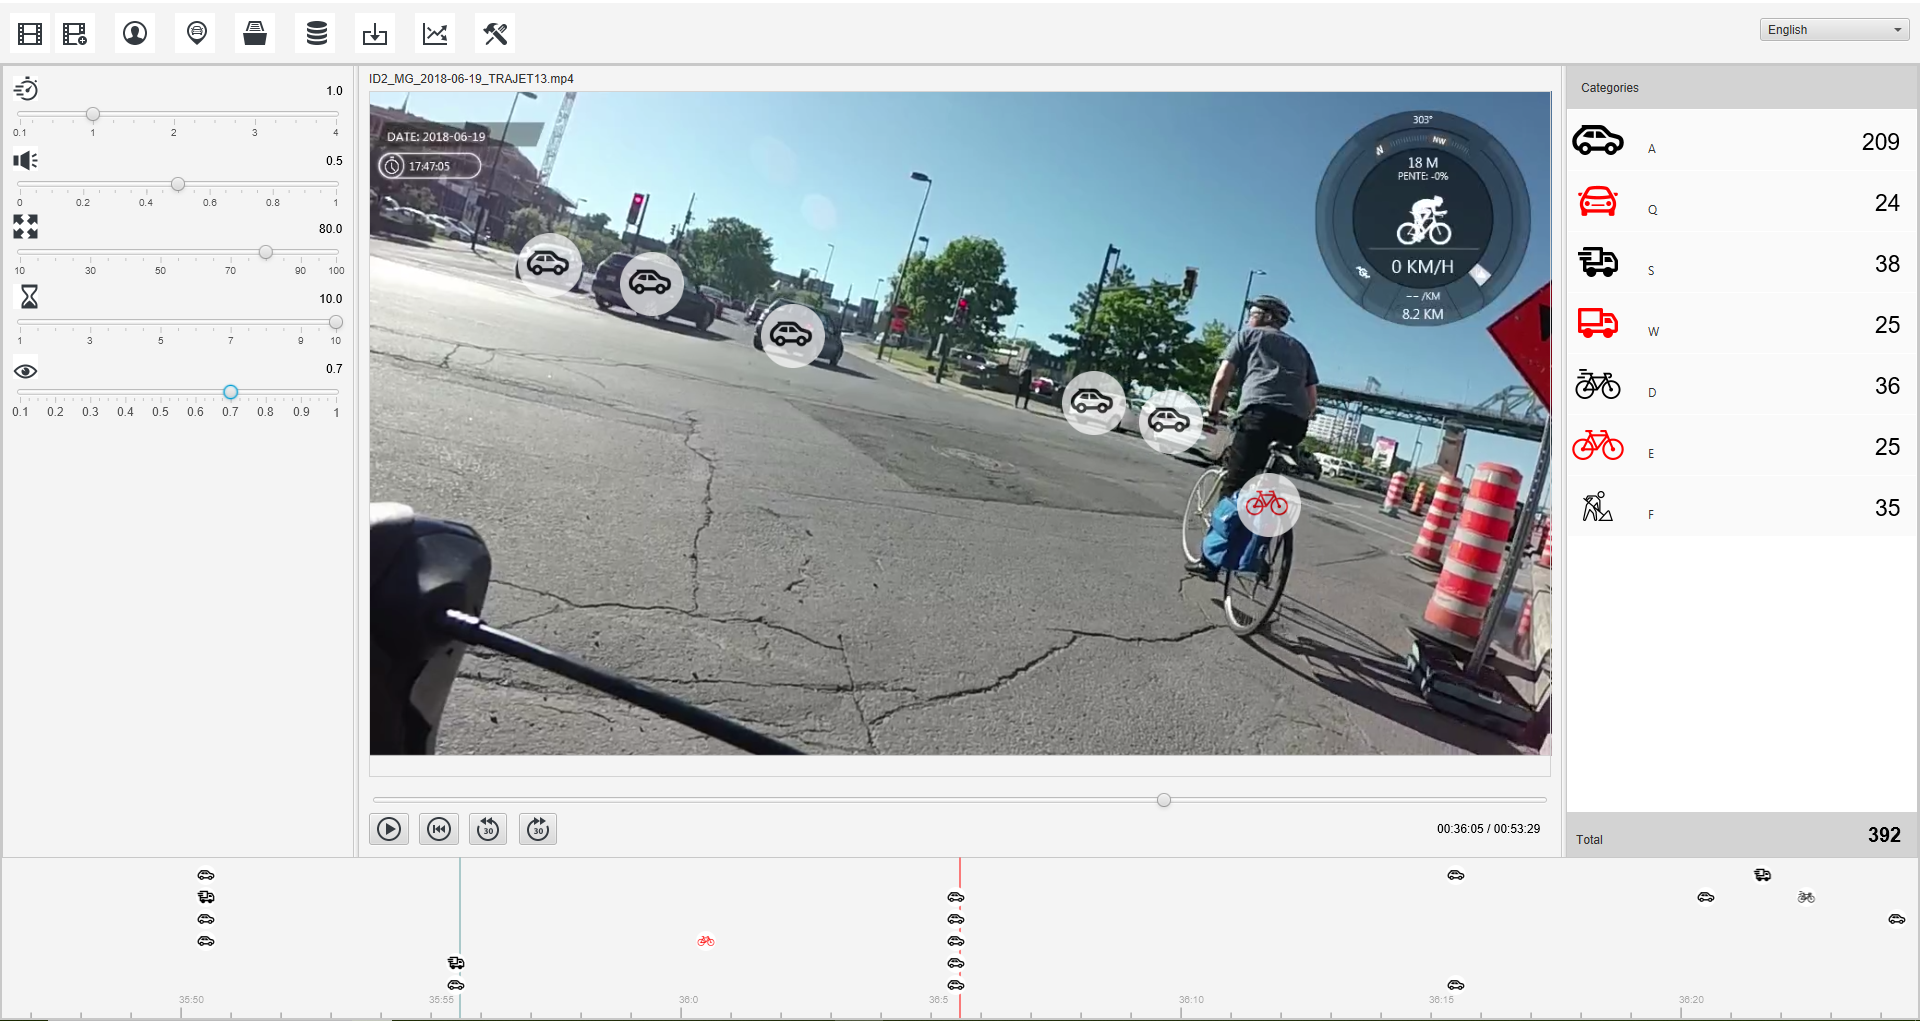 English
1.0
0.1 1 2 3 4
0.5
0 0.2 0.4 0.6 0.8 1
80.0
10 30 50 70 90 100
10.0
1 3 5 7 9 10
0.7
0.1 0.2 0.3 0.4 0.5 0.6 0.7 0.8 0.9 1
ID2_MG_2018-06-19_TRAJET13.mp4
DATE: 2018-06-19
17:47:05
303°
N NW
18 M
PENTE: -0%
0 KM/H
-- /KM
8.2 KM
30 30
00:36:05 / 00:53:29
Categories
A 209
Q 24
S 38
W 25
D 36
E 25
F 35
Total 392
35:50 35:55 36:0 36:5 36:10 36:15 36:20